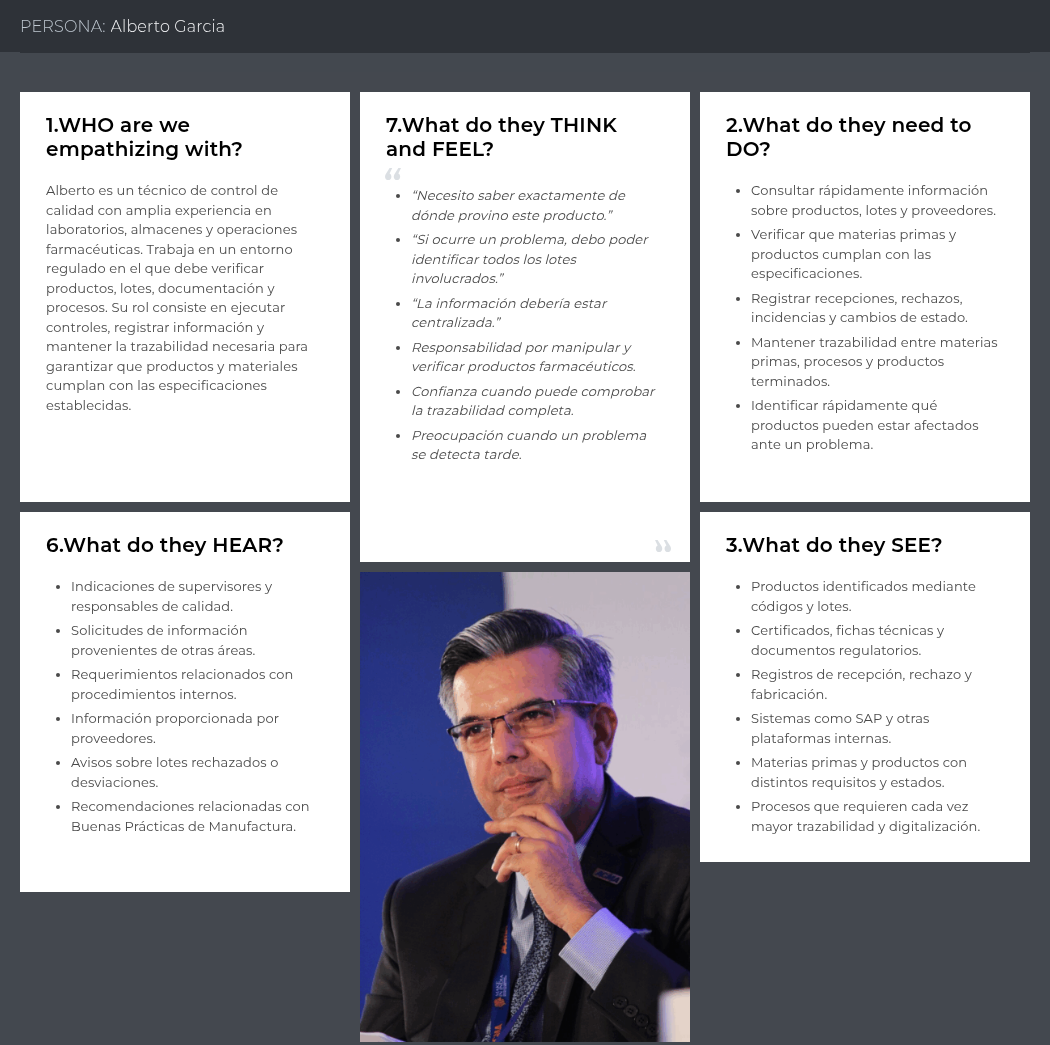 PERSONA: Alberto Garcia
1.WHO are we
empathizing with?
Alberto es un técnico de control de
calidad con amplia experiencia en
laboratorios, almacenes y operaciones
farmacéuticas. Trabaja en un entorno
regulado en el que debe verificar
productos, lotes, documentación y
procesos. Su rol consiste en ejecutar
controles, registrar información y
mantener la trazabilidad necesaria para
garantizar que productos y materiales
cumplan con las especificaciones
establecidas.
7.What do they THINK
and FEEL?
“
• “Necesito saber exactamente de
dónde provino este producto.”
• “Si ocurre un problema, debo poder
identificar todos los lotes
involucrados.”
• “La información debería estar
centralizada.”
• Responsabilidad por manipular y
verificar productos farmacéuticos.
• Confianza cuando puede comprobar
la trazabilidad completa.
• Preocupación cuando un problema
se detecta tarde.
”
2.What do they need to
DO?
• Consultar rápidamente información
sobre productos, lotes y proveedores.
• Verificar que materias primas y
productos cumplan con las
especificaciones.
• Registrar recepciones, rechazos,
incidencias y cambios de estado.
• Mantener trazabilidad entre materias
primas, procesos y productos
terminados.
• Identificar rápidamente qué
productos pueden estar afectados
ante un problema.
6.What do they HEAR?
• Indicaciones de supervisores y
responsables de calidad.
• Solicitudes de información
provenientes de otras áreas.
• Requerimientos relacionados con
procedimientos internos.
• Información proporcionada por
proveedores.
• Avisos sobre lotes rechazados o
desviaciones.
• Recomendaciones relacionadas con
Buenas Prácticas de Manufactura.
3.What do they SEE?
• Productos identificados mediante
códigos y lotes.
• Certificados, fichas técnicas y
documentos regulatorios.
• Registros de recepción, rechazo y
fabricación.
• Sistemas como SAP y otras
plataformas internas.
• Materias primas y productos con
distintos requisitos y estados.
• Procesos que requieren cada vez
mayor trazabilidad y digitalización.